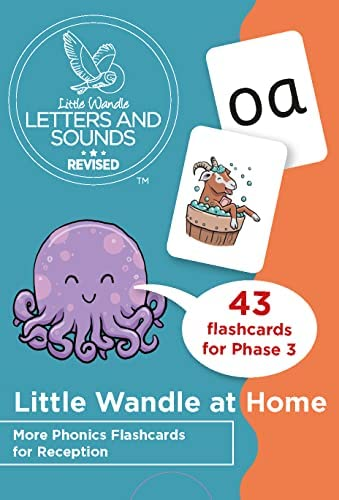 Little Wandle
LETTERS AND
SOUNDS
REVISED
TM
oa
43
flashcards
for Phase 3
Little Wandle at Home
More Phonics Flashcards
for Reception